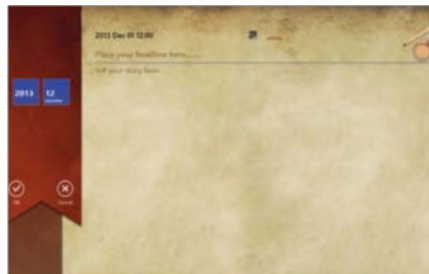 2013 Dec 01 12:00
Place your headline here......
Tell your story here
2013 12
Ok Cancel